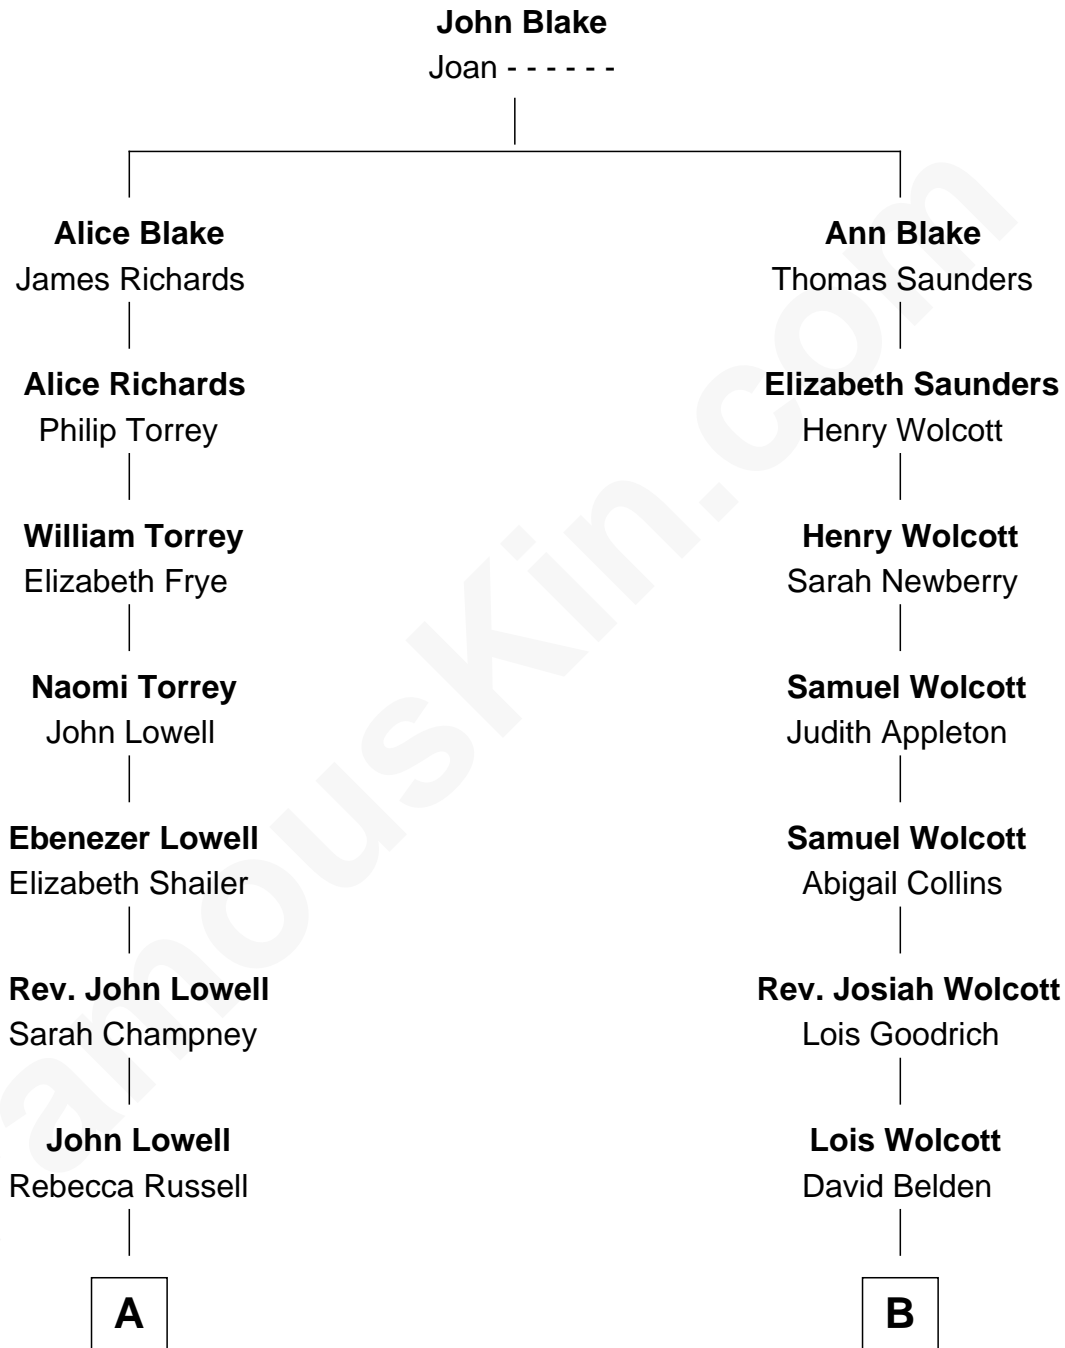 John Blake
Joan - - - - - -
Alice Blake
James Richards
Alice Richards
Philip Torrey
William Torrey
Elizabeth Frye
Naomi Torrey
John Lowell
Ebenezer Lowell
Elizabeth Shailer
Rev. John Lowell
Sarah Champney
John Lowell
Rebecca Russell
A
Ann Blake
Thomas Saunders
Elizabeth Saunders
Henry Wolcott
Henry Wolcott
Sarah Newberry
Samuel Wolcott
Judith Appleton
Samuel Wolcott
Abigail Collins
Rev. Josiah Wolcott
Lois Goodrich
Lois Wolcott
David Belden
B
amousKin.com